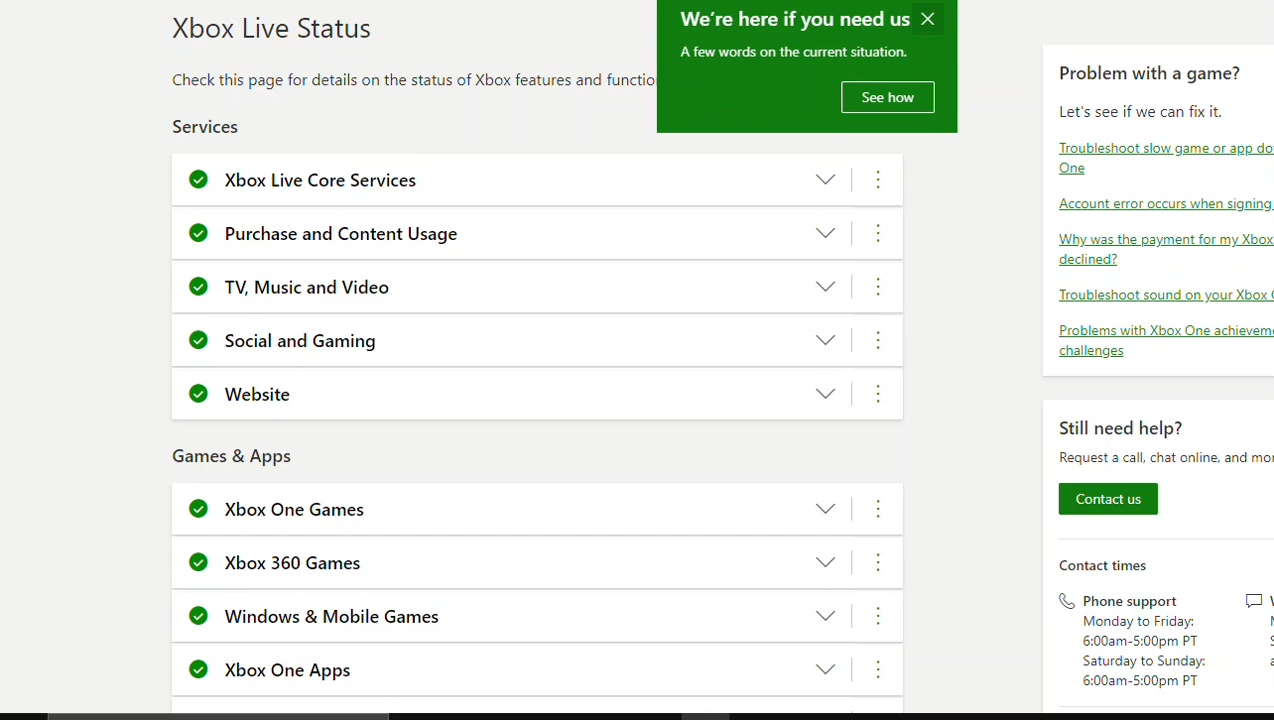 Xbox Live Status
We're here if you need us
A few words on the current situation.
See how
Check this page for details on the status of Xbox features and
Services
Xbox Live Core Services
Purchase and Content Usage
TV, Music and Video
Social and Gaming
Website
Games & Apps
Xbox One Games
Xbox 360 Games
Windows & Mobile Games
Xbox One Apps
Problem with a game?
Let's see if we can fix it.
Troubleshoot slow game or app
One
Account error occurs when signing
Why was the payment for my Xbox
declined?
Troubleshoot sound on your Xbox
Problems with Xbox One
challenges
Still need help?
Request a call, chat online, and
Contact us
Contact times
Phone support
Monday to Friday:
6:00am-5:00pm PT
Saturday to Sunday:
6:00am-5:00pm PT